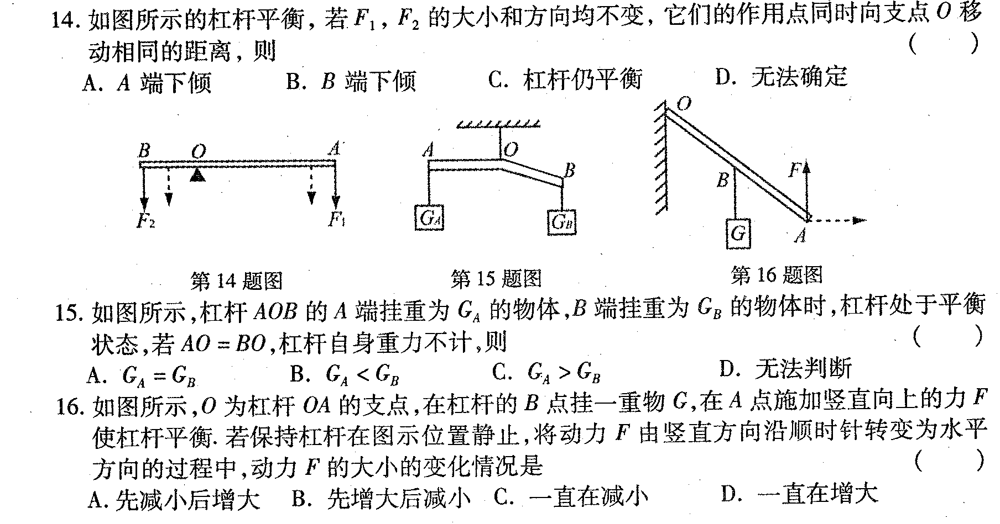 14. 如图所示的杠杆平衡，若 F₁，F₂ 的大小和方向均不变，它们的作用点同时向支点 O 移
动相同的距离，则 (　　)
A. A 端下倾 B. B 端下倾 C. 杠杆仍平衡 D. 无法确定
B O A F₂ F₁
A O B G_A G_B
O B F G A
第 14 题图 第 15 题图 第 16 题图
15. 如图所示,杠杆 AOB 的 A 端挂重为 G_A 的物体,B 端挂重为 G_B 的物体时,杠杆处于平衡
状态,若 AO = BO,杠杆自身重力不计,则 (　　)
A. G_A = G_B B. G_A < G_B C. G_A > G_B D. 无法判断
16. 如图所示,O 为杠杆 OA 的支点,在杠杆的 B 点挂一重物 G,在 A 点施加竖直向上的力 F
使杠杆平衡. 若保持杠杆在图示位置静止,将动力 F 由竖直方向沿顺时针转变为水平
方向的过程中,动力 F 的大小的变化情况是 (　　)
A. 先减小后增大 B. 先增大后减小 C. 一直在减小 D. 一直在增大